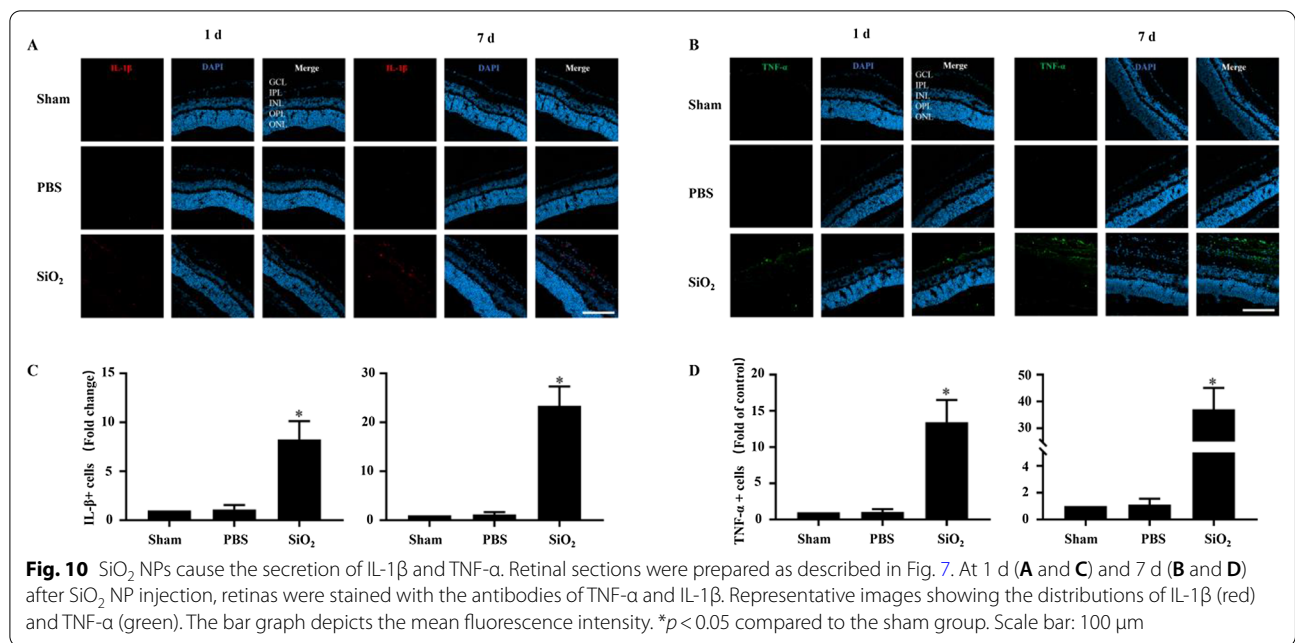 A
1 d
7 d
IL-1β DAPI Merge IL-1β DAPI Merge
Sham
GCL
IPL
INL
OPL
ONL
PBS
SiO₂
B
1 d
7 d
TNF-α DAPI Merge TNF-α DAPI Merge
Sham
GCL
IPL
INL
OPL
ONL
PBS
SiO₂
C
IL-β+ cells (Fold change)
15
10
5
0
*
Sham PBS SiO₂
30
20
10
0
*
Sham PBS SiO₂
D
TNF-α + cells (Fold of control)
20
15
10
5
0
*
Sham PBS SiO₂
50
40
30
4
2
0
*
Sham PBS SiO₂
Fig. 10 SiO₂ NPs cause the secretion of IL-1β and TNF-α. Retinal sections were prepared as described in Fig. 7. At 1 d (A and C) and 7 d (B and D)
after SiO₂ NP injection, retinas were stained with the antibodies of TNF-α and IL-1β. Representative images showing the distributions of IL-1β (red)
and TNF-α (green). The bar graph depicts the mean fluorescence intensity. *p < 0.05 compared to the sham group. Scale bar: 100 μm